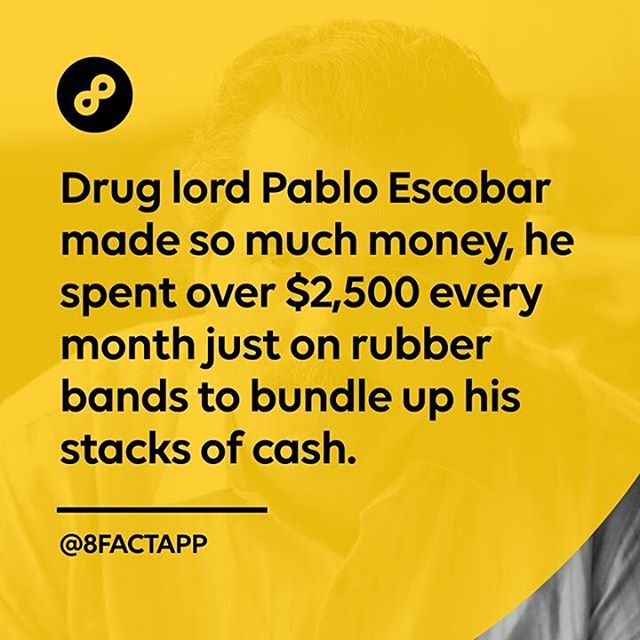 Drug lord Pablo Escobar
made so much money, he
spent over $2,500 every
month just on rubber
bands to bundle up his
stacks of cash.
@8FACTAPP